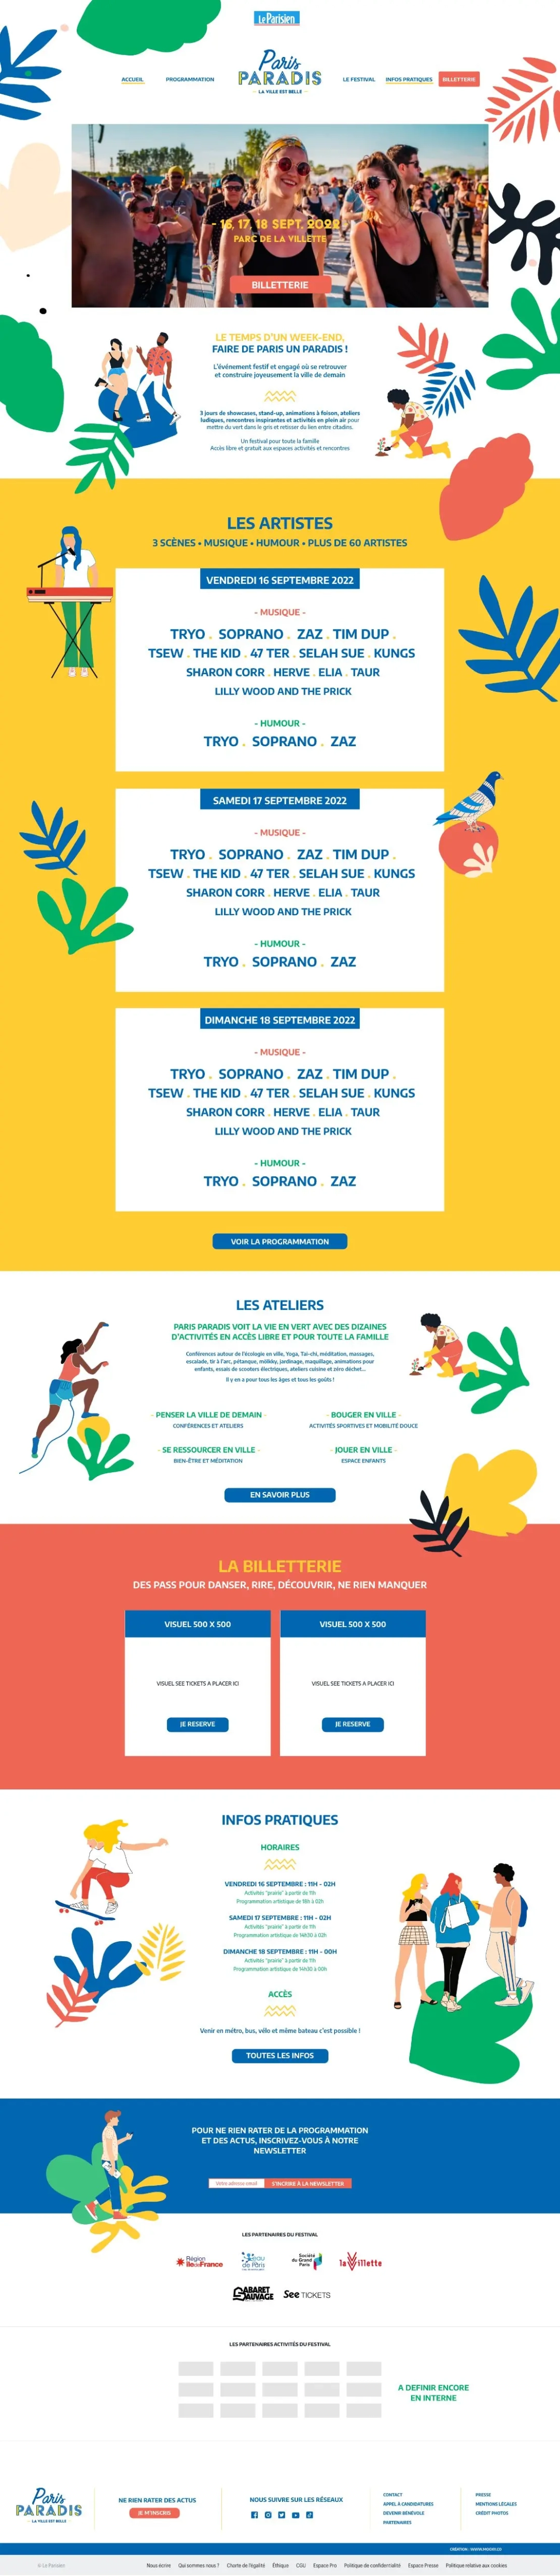 Le Parisien
Paris
PARADIS
- LA VILLE EST BELLE -
ACCUEIL
PROGRAMMATION
LE FESTIVAL
INFOS PRATIQUES
BILLETTERIE
- 16, 17, 18 SEPT. 2022
PARC DE LA VILLETTE
BILLETTERIE
LE TEMPS D'UN WEEK-END,
FAIRE DE PARIS UN PARADIS !
L'événement festif et engagé où se retrouver
et construire joyeusement la ville de demain
3 jours de showcases, stand-up, animations à foison, ateliers
ludiques, rencontres inspirantes et activités en plein air pour
mettre du vert dans le gris et retisser du lien entre citadins.
Un festival pour toute la famille
Accès libre et gratuit aux espaces activités et rencontres
LES ARTISTES
3 SCÈNES • MUSIQUE • HUMOUR • PLUS DE 60 ARTISTES
VENDREDI 16 SEPTEMBRE 2022
- MUSIQUE -
TRYO . SOPRANO . ZAZ . TIM DUP .
TSEW . THE KID . 47 TER . SELAH SUE . KUNGS
SHARON CORR . HERVE . ELIA . TAUR
LILLY WOOD AND THE PRICK
- HUMOUR -
TRYO . SOPRANO . ZAZ
SAMEDI 17 SEPTEMBRE 2022
- MUSIQUE -
TRYO . SOPRANO . ZAZ . TIM DUP .
TSEW . THE KID . 47 TER . SELAH SUE . KUNGS
SHARON CORR . HERVE . ELIA . TAUR
LILLY WOOD AND THE PRICK
- HUMOUR -
TRYO . SOPRANO . ZAZ
DIMANCHE 18 SEPTEMBRE 2022
- MUSIQUE -
TRYO . SOPRANO . ZAZ . TIM DUP .
TSEW . THE KID . 47 TER . SELAH SUE . KUNGS
SHARON CORR . HERVE . ELIA . TAUR
LILLY WOOD AND THE PRICK
- HUMOUR -
TRYO . SOPRANO . ZAZ
VOIR LA PROGRAMMATION
LES ATELIERS
PARIS PARADIS VOIT LA VIE EN VERT AVEC DES DIZAINES
D'ACTIVITÉS EN ACCÈS LIBRE ET POUR TOUTE LA FAMILLE
Conférences autour de l'écologie en ville, Yoga, Tai-chi, méditation, massages,
escalade, tir à l'arc, pétanque, mölkky, jardinage, maquillage, animations pour
enfants, essais de scooters électriques, ateliers cuisine et zéro déchet...
Il y en a pour tous les âges et tous les goûts !
- PENSER LA VILLE DE DEMAIN -
CONFÉRENCES ET ATELIERS
- BOUGER EN VILLE -
ACTIVITÉS SPORTIVES ET MOBILITÉ DOUCE
- SE RESSOURCER EN VILLE -
BIEN-ÊTRE ET MÉDITATION
- JOUER EN VILLE -
ESPACE ENFANTS
EN SAVOIR PLUS
LA BILLETTERIE
DES PASS POUR DANSER, RIRE, DÉCOUVRIR, NE RIEN MANQUER
VISUEL 500 X 500
VISUEL SEE TICKETS A PLACER ICI
JE RESERVE
VISUEL 500 X 500
VISUEL SEE TICKETS A PLACER ICI
JE RESERVE
INFOS PRATIQUES
HORAIRES
VENDREDI 16 SEPTEMBRE : 11H - 02H
Activités "prairie" à partir de 11h
Programmation artistique de 16h à 02h
SAMEDI 17 SEPTEMBRE : 11H - 02H
Activités "prairie" à partir de 11h
Programmation artistique de 14h30 à 02h
DIMANCHE 18 SEPTEMBRE : 11H - 00H
Activités "prairie" à partir de 11h
Programmation artistique de 14h30 à 00h
ACCÈS
Venir en métro, bus, vélo et même bateau c'est possible !
TOUTES LES INFOS
POUR NE RIEN RATER DE LA PROGRAMMATION
ET DES ACTUS, INSCRIVEZ-VOUS À NOTRE
NEWSLETTER
Votre adresse email
S'INCRIRE À LA NEWSLETTER
LES PARTENAIRES DU FESTIVAL
Région
île de France
eau
de Paris
Société
du Grand
Paris
la Villette
CABARET
SAUVAGE
See TICKETS
LES PARTENAIRES ACTIVITÉS DU FESTIVAL
A DEFINIR ENCORE
EN INTERNE
Paris
PARADIS
- LA VILLE EST BELLE -
NE RIEN RATER DES ACTUS
JE M'INSCRIS
NOUS SUIVRE SUR LES RÉSEAUX
CONTACT
APPEL À CANDIDATURES
DEVENIR BÉNÉVOLE
PARTENAIRES
PRESSE
MENTIONS LÉGALES
CRÉDIT PHOTOS
© Le Parisien
Nous écrire
Qui sommes nous ?
Charte de l'égalité
Éthique
CGU
Espace Pro
Politique de confidentialité
Espace Presse
Politique relative aux cookies